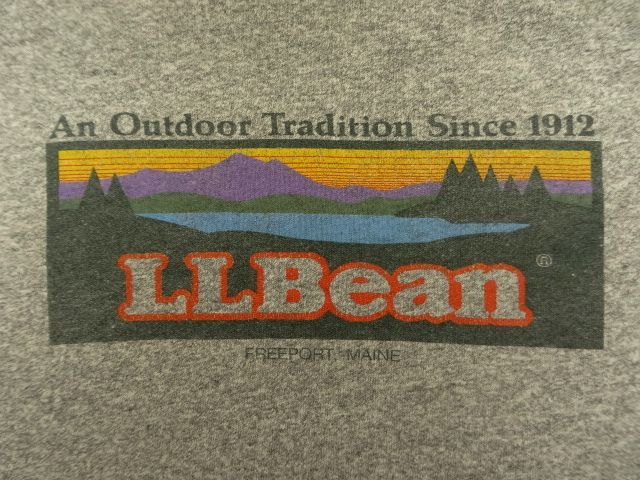 An Outdoor Tradition Since 1912
LLBean®
FREEPORT, MAINE